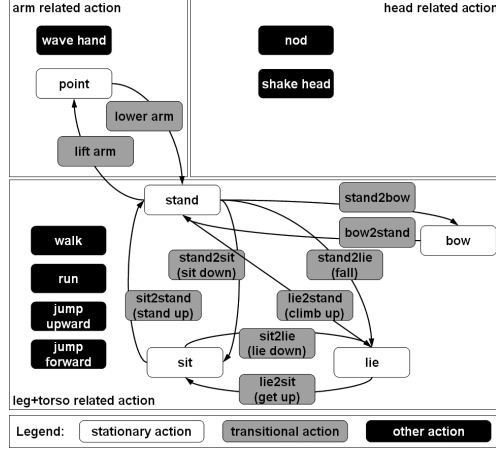 arm related action
head related action
wave hand
nod
point
shake head
lower arm
lift arm
stand
stand2bow
bow2stand
bow
walk
stand2sit
(sit down)
stand2lie
(fall)
run
sit2stand
(stand up)
lie2stand
(climb up)
jump
upward
jump
forward
sit2lie
(lie down)
sit
lie
lie2sit
(get up)
leg+torso related action
Legend:
stationary action
transitional action
other action